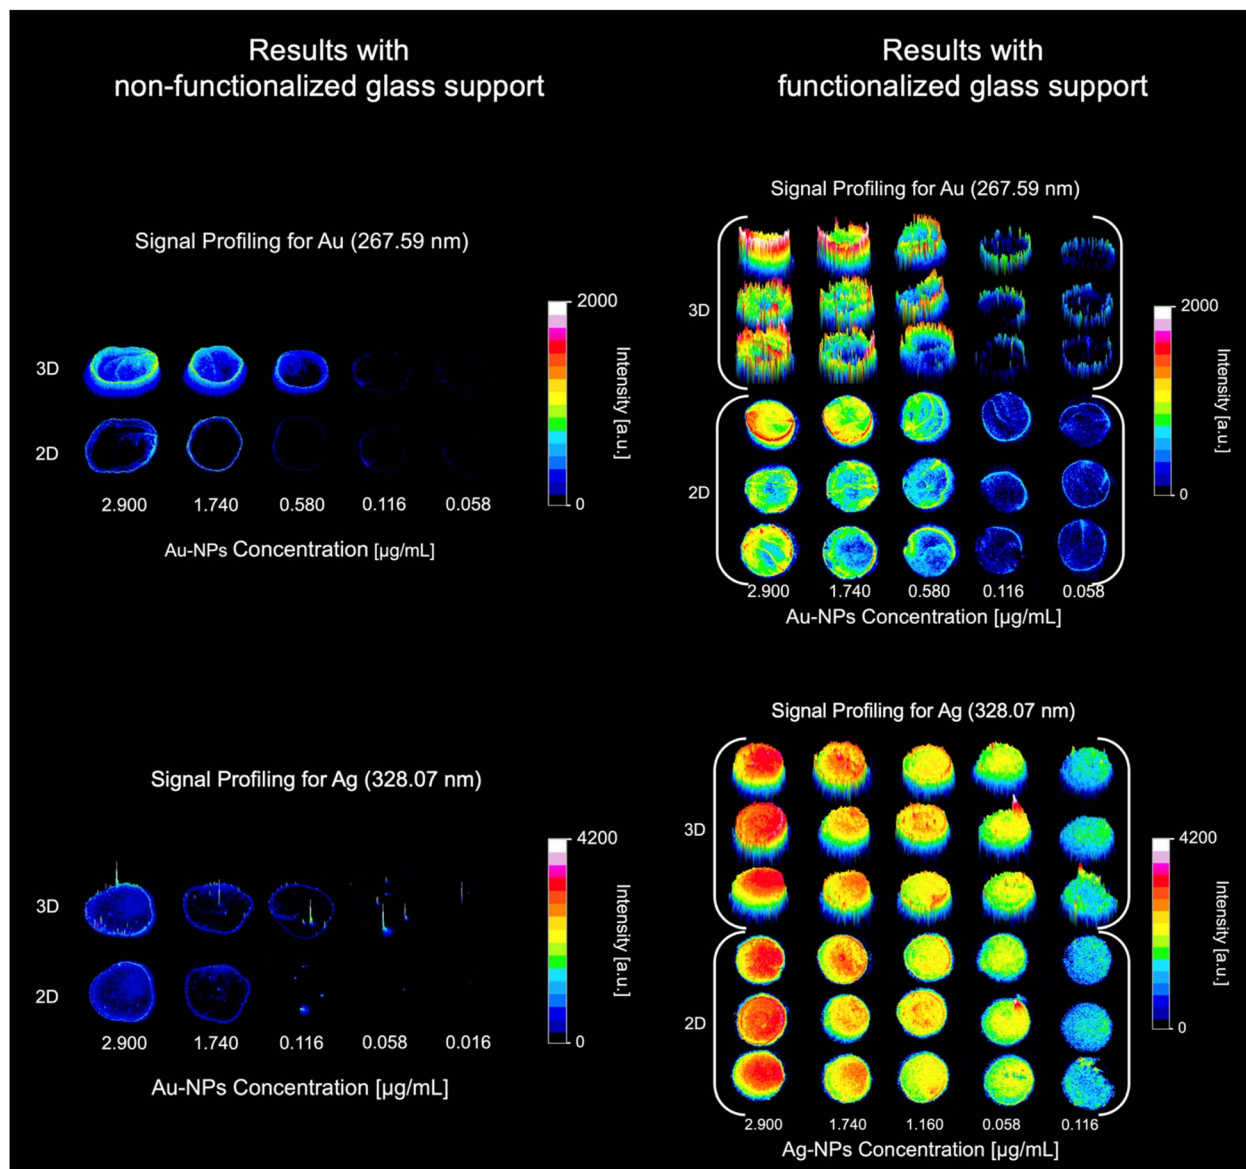 Results with
non-functionalized glass support
Signal Profiling for Au (267.59 nm)
3D
2D
2.900 1.740 0.580 0.116 0.058
Au-NPs Concentration [µg/mL]
2000
0
Intensity [a.u.]
Signal Profiling for Ag (328.07 nm)
3D
2D
2.900 1.740 0.116 0.058 0.016
Au-NPs Concentration [µg/mL]
4200
0
Intensity [a.u.]
Results with
functionalized glass support
Signal Profiling for Au (267.59 nm)
3D
2D
2.900 1.740 0.580 0.116 0.058
Au-NPs Concentration [µg/mL]
2000
0
Intensity [a.u.]
Signal Profiling for Ag (328.07 nm)
3D
2D
2.900 1.740 1.160 0.058 0.116
Ag-NPs Concentration [µg/mL]
4200
0
Intensity [a.u.]